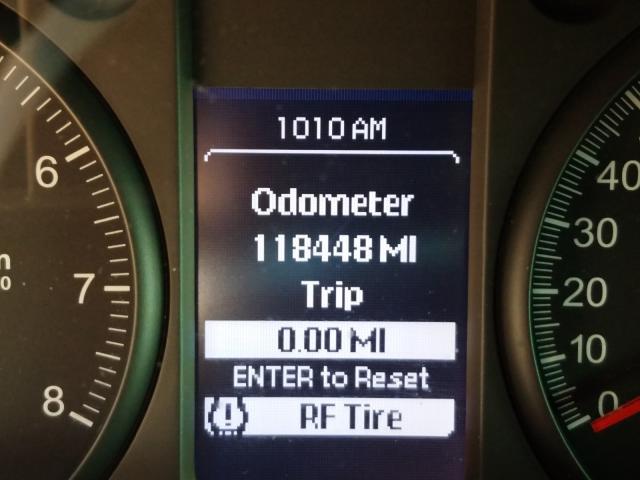 1010 AM
Odometer
118448 MI
Trip
0.00 MI
ENTER to Reset
RF Tire
6
7
8
40
30
20
10
0